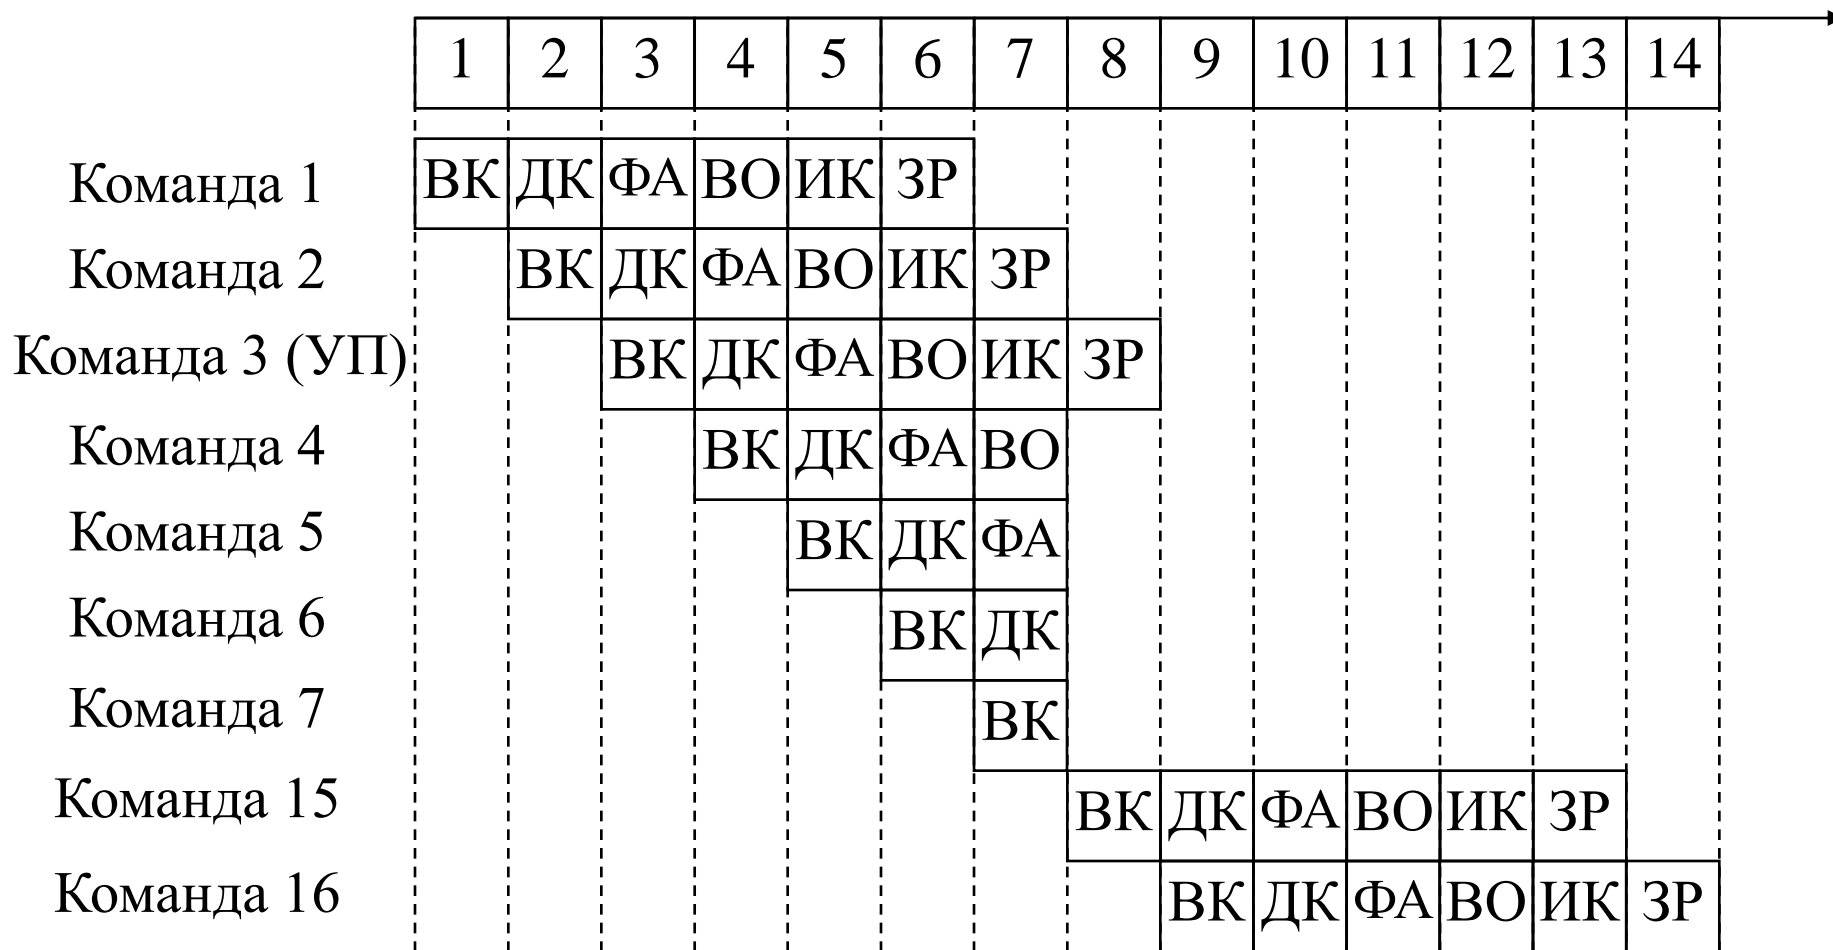 1 2 3 4 5 6 7 8 9 10 11 12 13 14
Команда 1 ВК ДК ФА ВО ИК ЗР
Команда 2 ВК ДК ФА ВО ИК ЗР
Команда 3 (УП) ВК ДК ФА ВО ИК ЗР
Команда 4 ВК ДК ФА ВО
Команда 5 ВК ДК ФА
Команда 6 ВК ДК
Команда 7 ВК
Команда 15 ВК ДК ФА ВО ИК ЗР
Команда 16 ВК ДК ФА ВО ИК ЗР